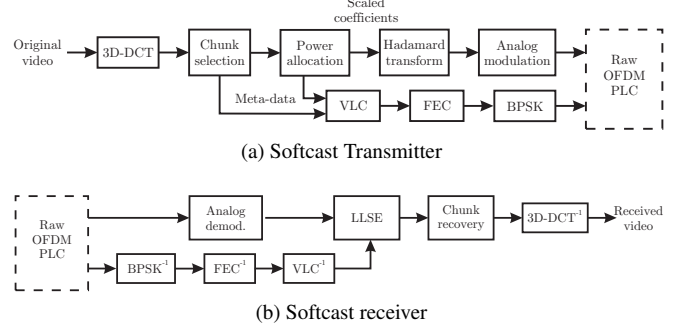 Scaled
coefficients
Original
video
3D-DCT
Chunk
selection
Power
allocation
Hadamard
transform
Analog
modulation
Raw
OFDM
PLC
Meta-data
VLC
FEC
BPSK
(a) Softcast Transmitter
Raw
OFDM
PLC
Analog
demod.
LLSE
Chunk
recovery
3D-DCT⁻¹
Received
video
BPSK⁻¹
FEC⁻¹
VLC⁻¹
(b) Softcast receiver